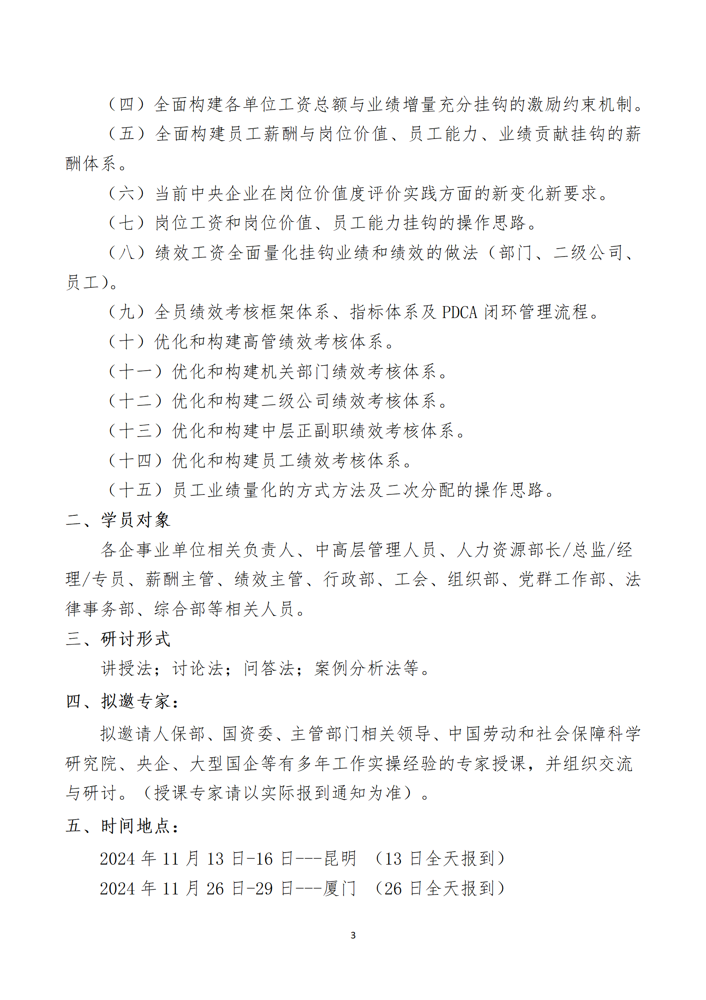 （四）全面构建各单位工资总额与业绩增量充分挂钩的激励约束机制。
（五）全面构建员工薪酬与岗位价值、员工能力、业绩贡献挂钩的薪
酬体系。
（六）当前中央企业在岗位价值度评价实践方面的新变化新要求。
（七）岗位工资和岗位价值、员工能力挂钩的操作思路。
（八）绩效工资全面量化挂钩业绩和绩效的做法（部门、二级公司、
员工）。
（九）全员绩效考核框架体系、指标体系及 PDCA 闭环管理流程。
（十）优化和构建高管绩效考核体系。
（十一）优化和构建机关部门绩效考核体系。
（十二）优化和构建二级公司绩效考核体系。
（十三）优化和构建中层正副职绩效考核体系。
（十四）优化和构建员工绩效考核体系。
（十五）员工业绩量化的方式方法及二次分配的操作思路。
二、学员对象
各企事业单位相关负责人、中高层管理人员、人力资源部长/总监/经
理/专员、薪酬主管、绩效主管、行政部、工会、组织部、党群工作部、法
律事务部、综合部等相关人员。
三、研讨形式
讲授法；讨论法；问答法；案例分析法等。
四、拟邀专家：
拟邀请人保部、国资委、主管部门相关领导、中国劳动和社会保障科学
研究院、央企、大型国企等有多年工作实操经验的专家授课，并组织交流
与研讨。（授课专家请以实际报到通知为准）。
五、时间地点：
2024 年 11 月 13 日-16 日---昆明 （13 日全天报到）
2024 年 11 月 26 日-29 日---厦门 （26 日全天报到）
3